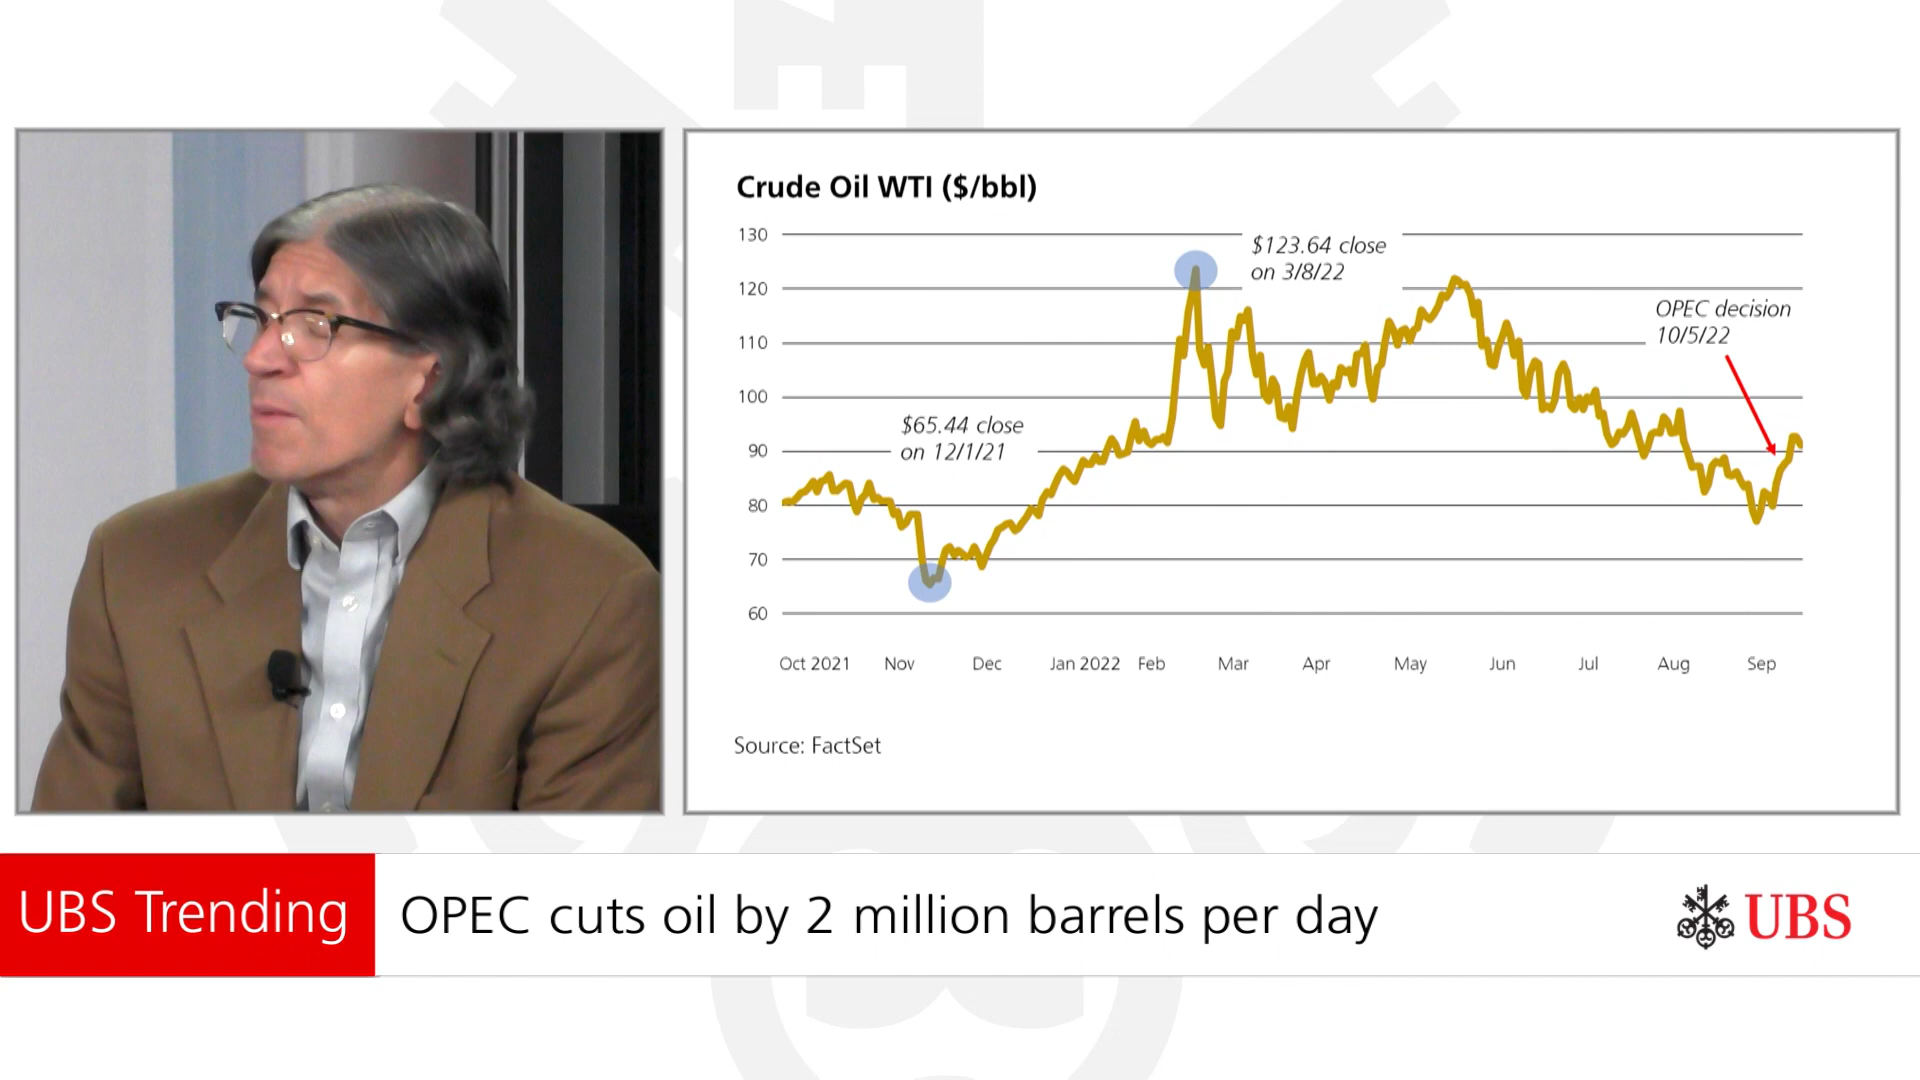 Crude Oil WTI ($/bbl)
130
120
110
100
90
80
70
60
$123.64 close
on 3/8/22
OPEC decision
10/5/22
$65.44 close
on 12/1/21
Oct 2021 Nov Dec Jan 2022 Feb Mar Apr May Jun Jul Aug Sep
Source: FactSet
UBS Trending
OPEC cuts oil by 2 million barrels per day
UBS